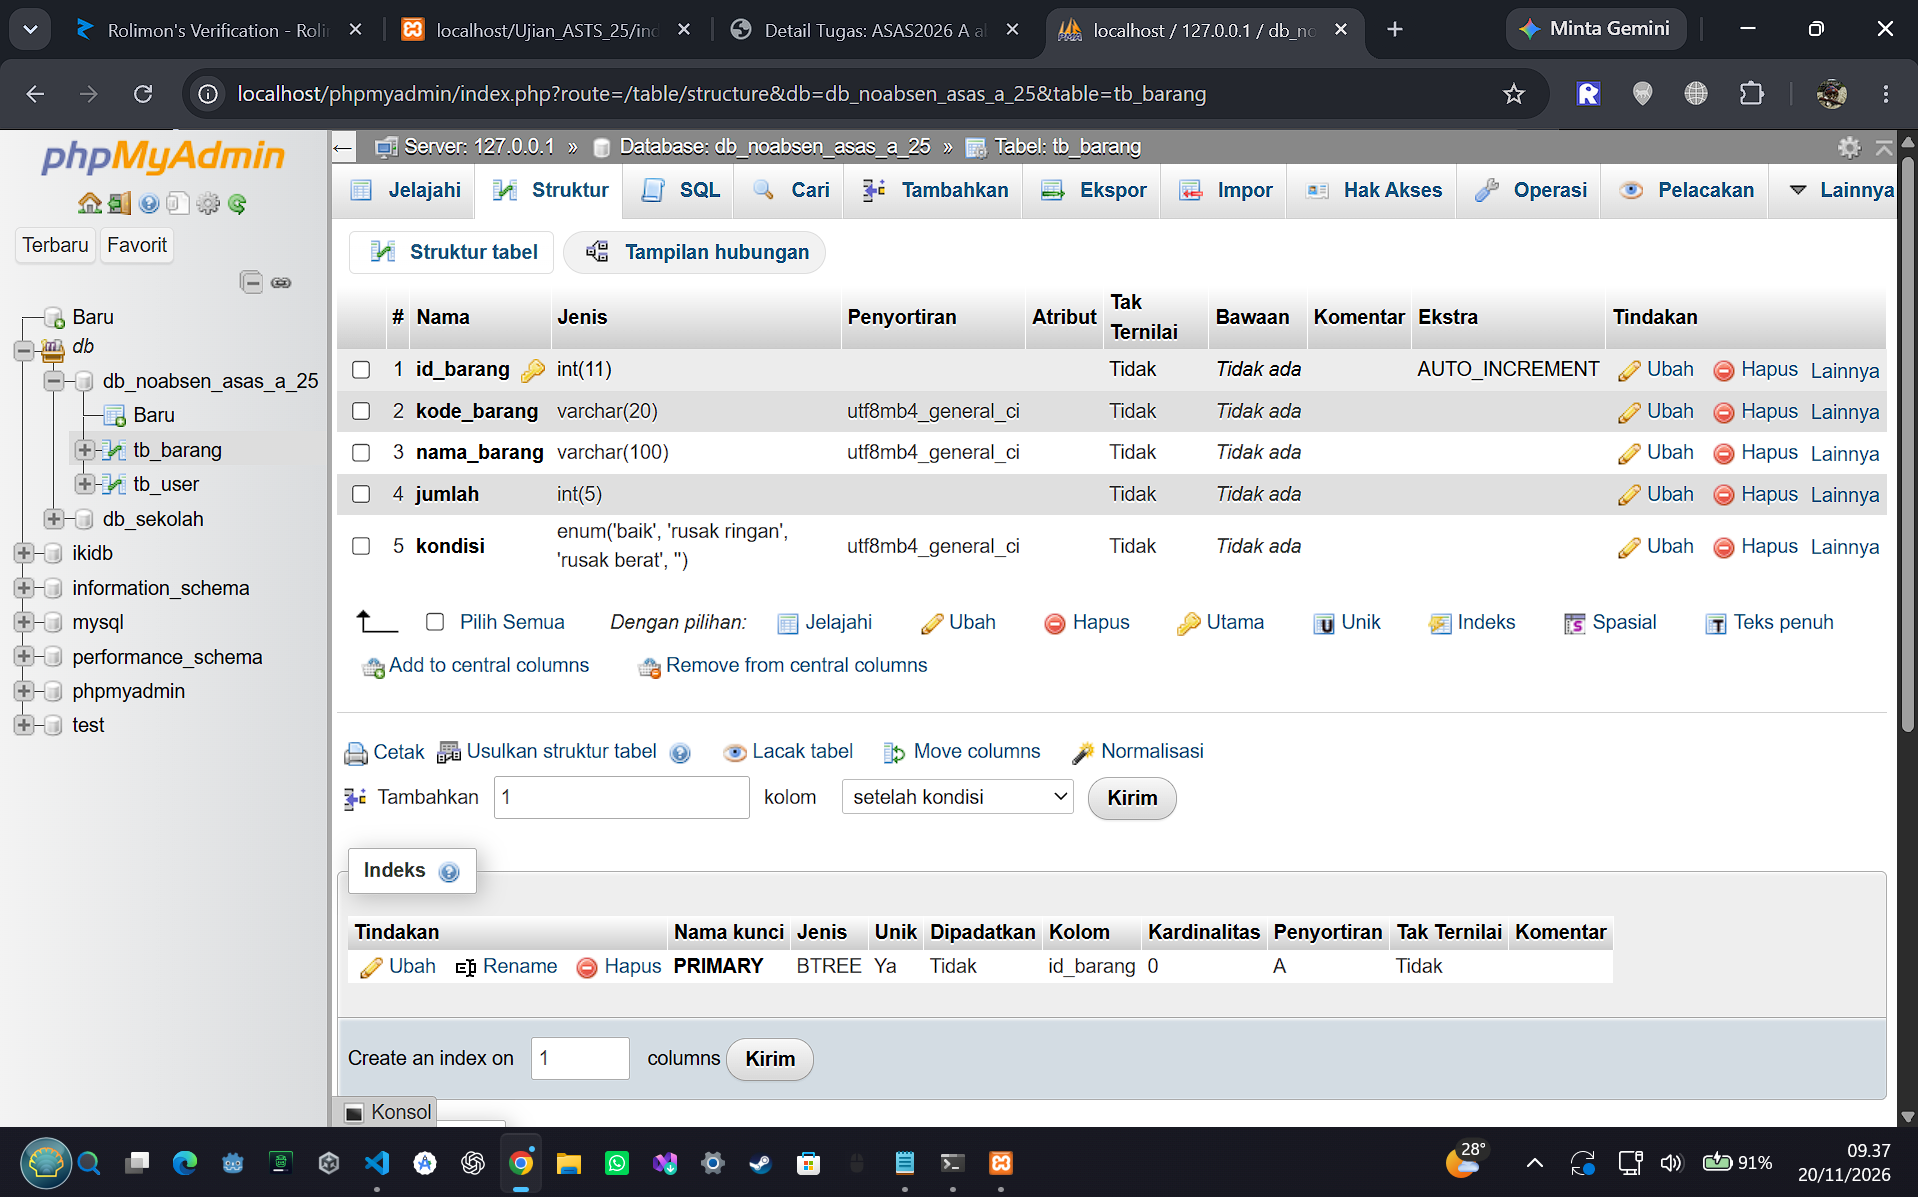 Rolimon's Verification - Roli
localhost/Ujian_ASTS_25/ind
Detail Tugas: ASAS2026 A al
localhost / 127.0.0.1 / db_no
Minta Gemini
localhost/phpmyadmin/index.php?route=/table/structure&db=db_noabsen_asas_a_25&table=tb_barang
phpMyAdmin
Terbaru Favorit
Baru
db
db_noabsen_asas_a_25
Baru
tb_barang
tb_user
db_sekolah
ikidb
information_schema
mysql
performance_schema
phpmyadmin
test
Server: 127.0.0.1 » Database: db_noabsen_asas_a_25 » Tabel: tb_barang
Jelajahi Struktur SQL Cari Tambahkan Ekspor Impor Hak Akses Operasi Pelacakan Lainnya
Struktur tabel Tampilan hubungan
# Nama Jenis Penyortiran Atribut Tak Ternilai Bawaan Komentar Ekstra Tindakan
1 id_barang int(11) Tidak Tidak ada AUTO_INCREMENT Ubah Hapus Lainnya
2 kode_barang varchar(20) utf8mb4_general_ci Tidak Tidak ada Ubah Hapus Lainnya
3 nama_barang varchar(100) utf8mb4_general_ci Tidak Tidak ada Ubah Hapus Lainnya
4 jumlah int(5) Tidak Tidak ada Ubah Hapus Lainnya
5 kondisi enum('baik', 'rusak ringan', 'rusak berat', '') utf8mb4_general_ci Tidak Tidak ada Ubah Hapus Lainnya
Pilih Semua Dengan pilihan: Jelajahi Ubah Hapus Utama Unik Indeks Spasial Teks penuh
Add to central columns Remove from central columns
Cetak Usulkan struktur tabel Lacak tabel Move columns Normalisasi
Tambahkan 1 kolom setelah kondisi Kirim
Indeks
Tindakan Nama kunci Jenis Unik Dipadatkan Kolom Kardinalitas Penyortiran Tak Ternilai Komentar
Ubah Rename Hapus PRIMARY BTREE Ya Tidak id_barang 0 A Tidak
Create an index on 1 columns Kirim
Konsol
28°
91%
09.37
20/11/2026